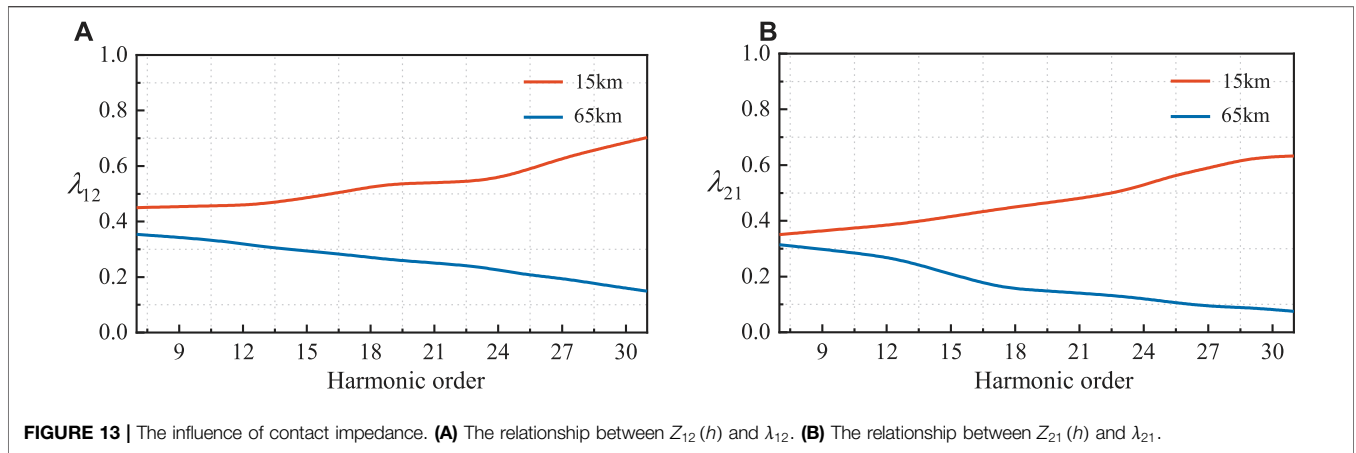 A
1.0
0.8
0.6
0.4
0.2
0.0
λ12
15km
65km
9 12 15 18 21 24 27 30
Harmonic order
B
1.0
0.8
0.6
0.4
0.2
0.0
λ21
15km
65km
9 12 15 18 21 24 27 30
Harmonic order
FIGURE 13 | The influence of contact impedance. (A) The relationship between Z12 (h) and λ12. (B) The relationship between Z21 (h) and λ21.